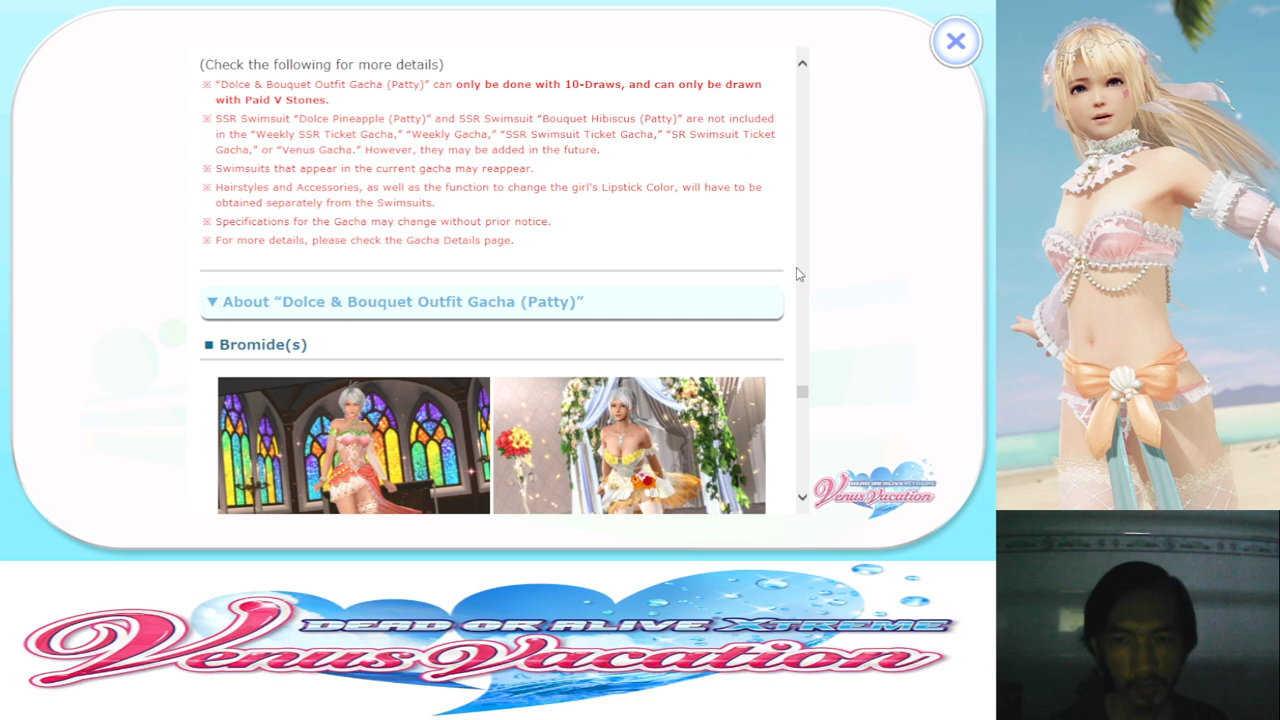 (Check the following for more details)
※ “Dolce & Bouquet Outfit Gacha (Patty)” can only be done with 10-Draws, and can only be drawn
with Paid V Stones.
※ SSR Swimsuit “Dolce Pineapple (Patty)” and SSR Swimsuit “Bouquet Hibiscus (Patty)” are not included
in the “Weekly SSR Ticket Gacha,” “Weekly Gacha,” “SSR Swimsuit Ticket Gacha,” “SR Swimsuit Ticket
Gacha,” or “Venus Gacha.” However, they may be added in the future.
※ Swimsuits that appear in the current gacha may reappear.
※ Hairstyles and Accessories, as well as the function to change the girl's Lipstick Color, will have to be
obtained separately from the Swimsuits.
※ Specifications for the Gacha may change without prior notice.
※ For more details, please check the Gacha Details page.
▼ About “Dolce & Bouquet Outfit Gacha (Patty)”
■ Bromide(s)
DEAD OR ALIVE XTREME
Venus Vacation
DEAD OR ALIVE XTREME
Venus Vacation